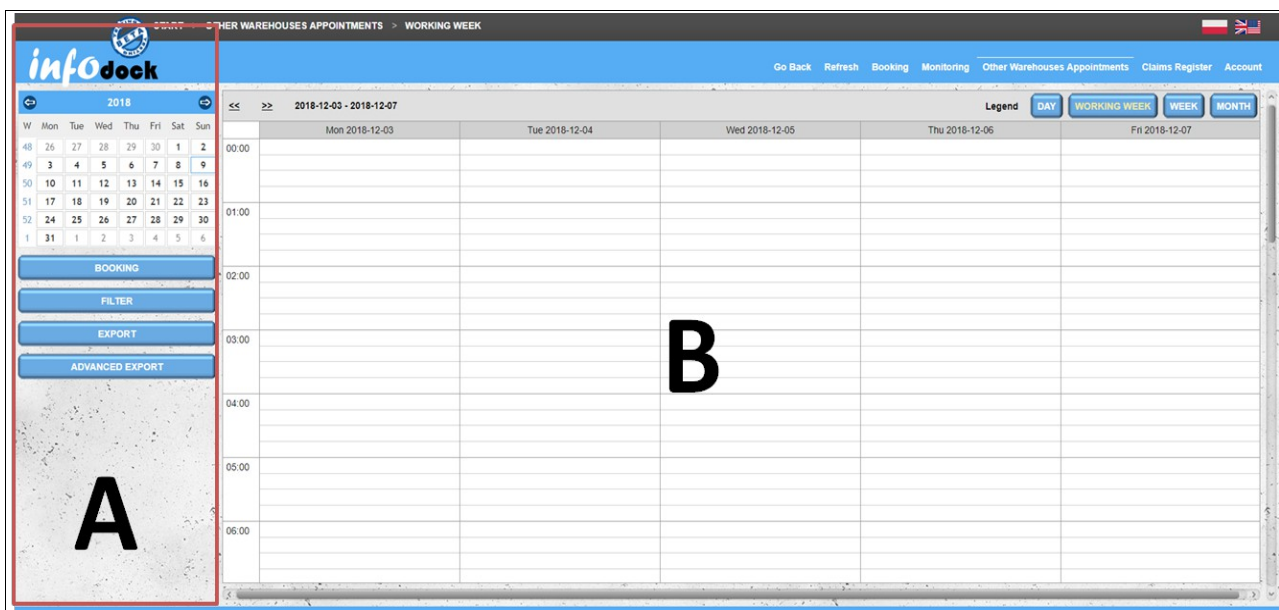 START > OTHER WAREHOUSES APPOINTMENTS > WORKING WEEK
infodock
Go Back Refresh Booking Monitoring Other Warehouses Appointments Claims Register Account
2018
W Mon Tue Wed Thu Fri Sat Sun
48 26 27 28 29 30 1 2
49 3 4 5 6 7 8 9
50 10 11 12 13 14 15 16
51 17 18 19 20 21 22 23
52 24 25 26 27 28 29 30
1 31 1 2 3 4 5 6
BOOKING
FILTER
EXPORT
ADVANCED EXPORT
A
<< >> 2018-12-03 - 2018-12-07 Legend DAY WORKING WEEK WEEK MONTH
Mon 2018-12-03 Tue 2018-12-04 Wed 2018-12-05 Thu 2018-12-06 Fri 2018-12-07
00:00
01:00
02:00
03:00
04:00
05:00
06:00
B